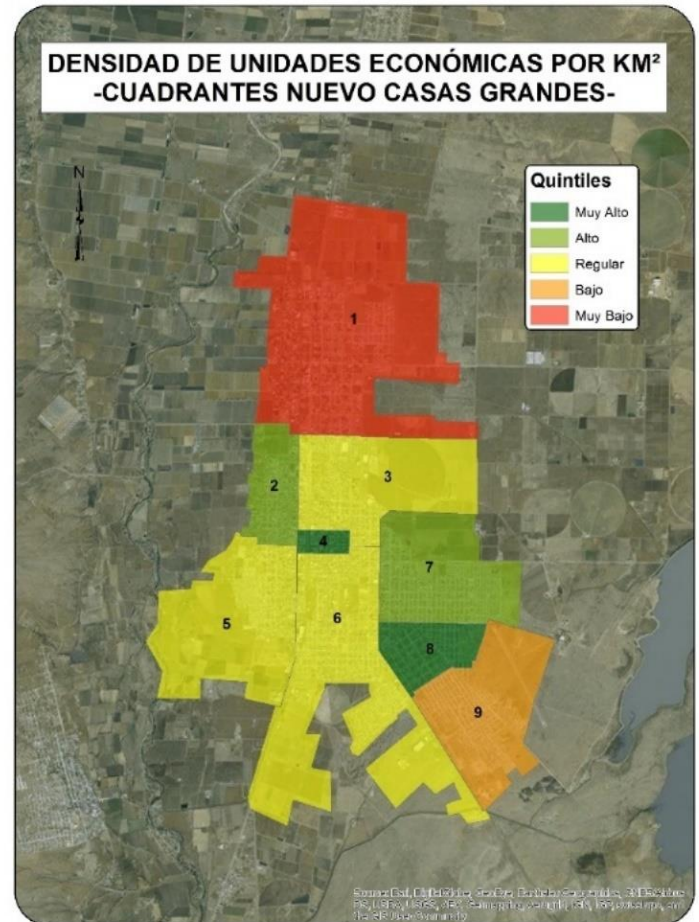 DENSIDAD DE UNIDADES ECONÓMICAS POR KM²
-CUADRANTES NUEVO CASAS GRANDES-
N
Quintiles
Muy Alto
Alto
Regular
Bajo
Muy Bajo
1
2
3
4
7
5
6
8
9